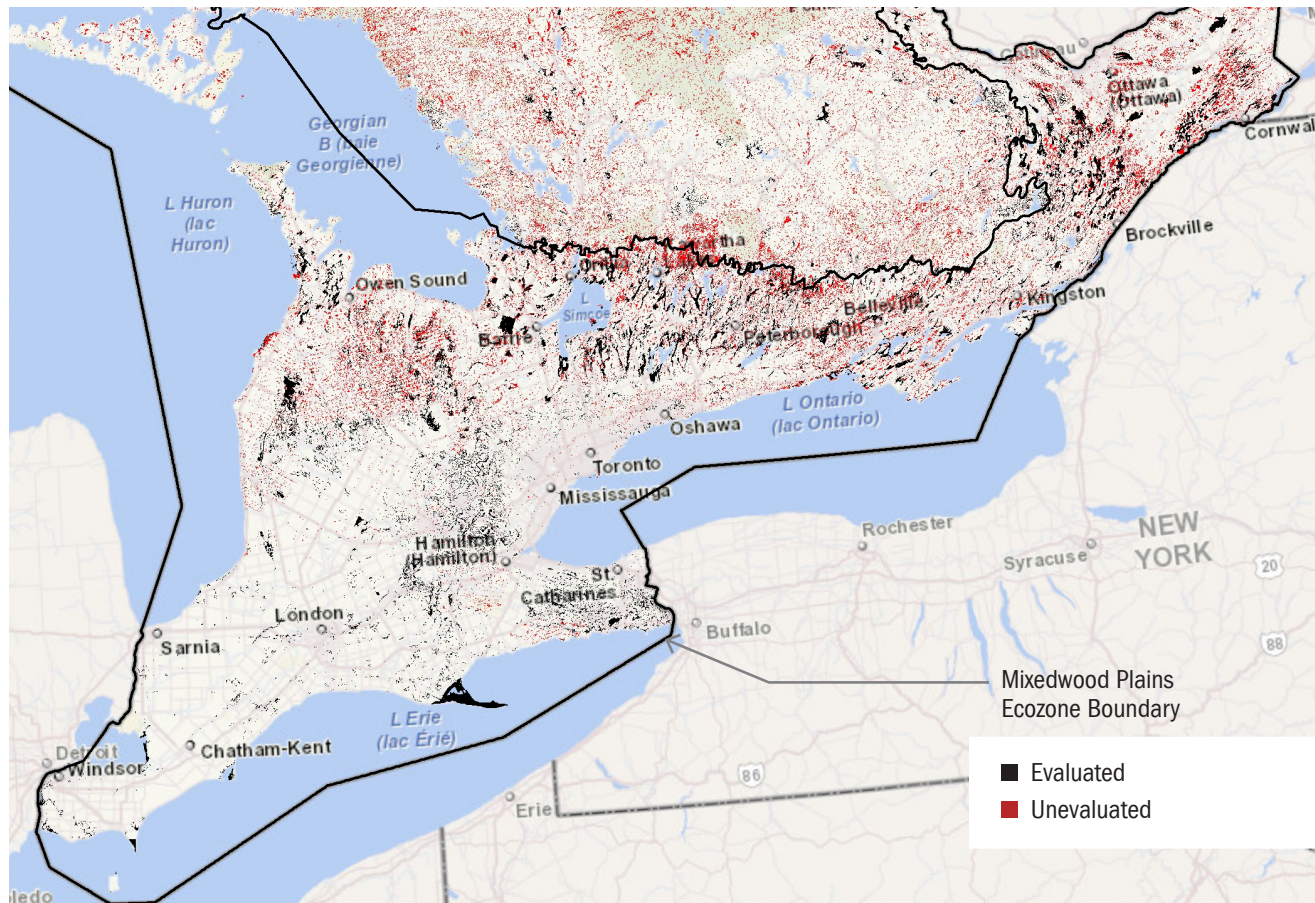 Ottawa
(Ottawa)
Cornwal
Georgian
B (baie
Georgienne)
L Huron
(lac
Huron)
Brockville
Owen Sound
L
Simcoe
Barrie
Kingston
Belleville
Peterborough
L Ontario
(lac Ontario)
Oshawa
Toronto
Mississauga
Rochester
NEW
YORK
Syracuse
Hamilton
(Hamilton)
St.
Catharines
20
London
Buffalo
88
Sarnia
Mixedwood Plains
Ecozone Boundary
L Erie
(lac Érié)
Chatham-Kent
Detroit
Windsor
86
Erie
Evaluated
Unevaluated
oledo